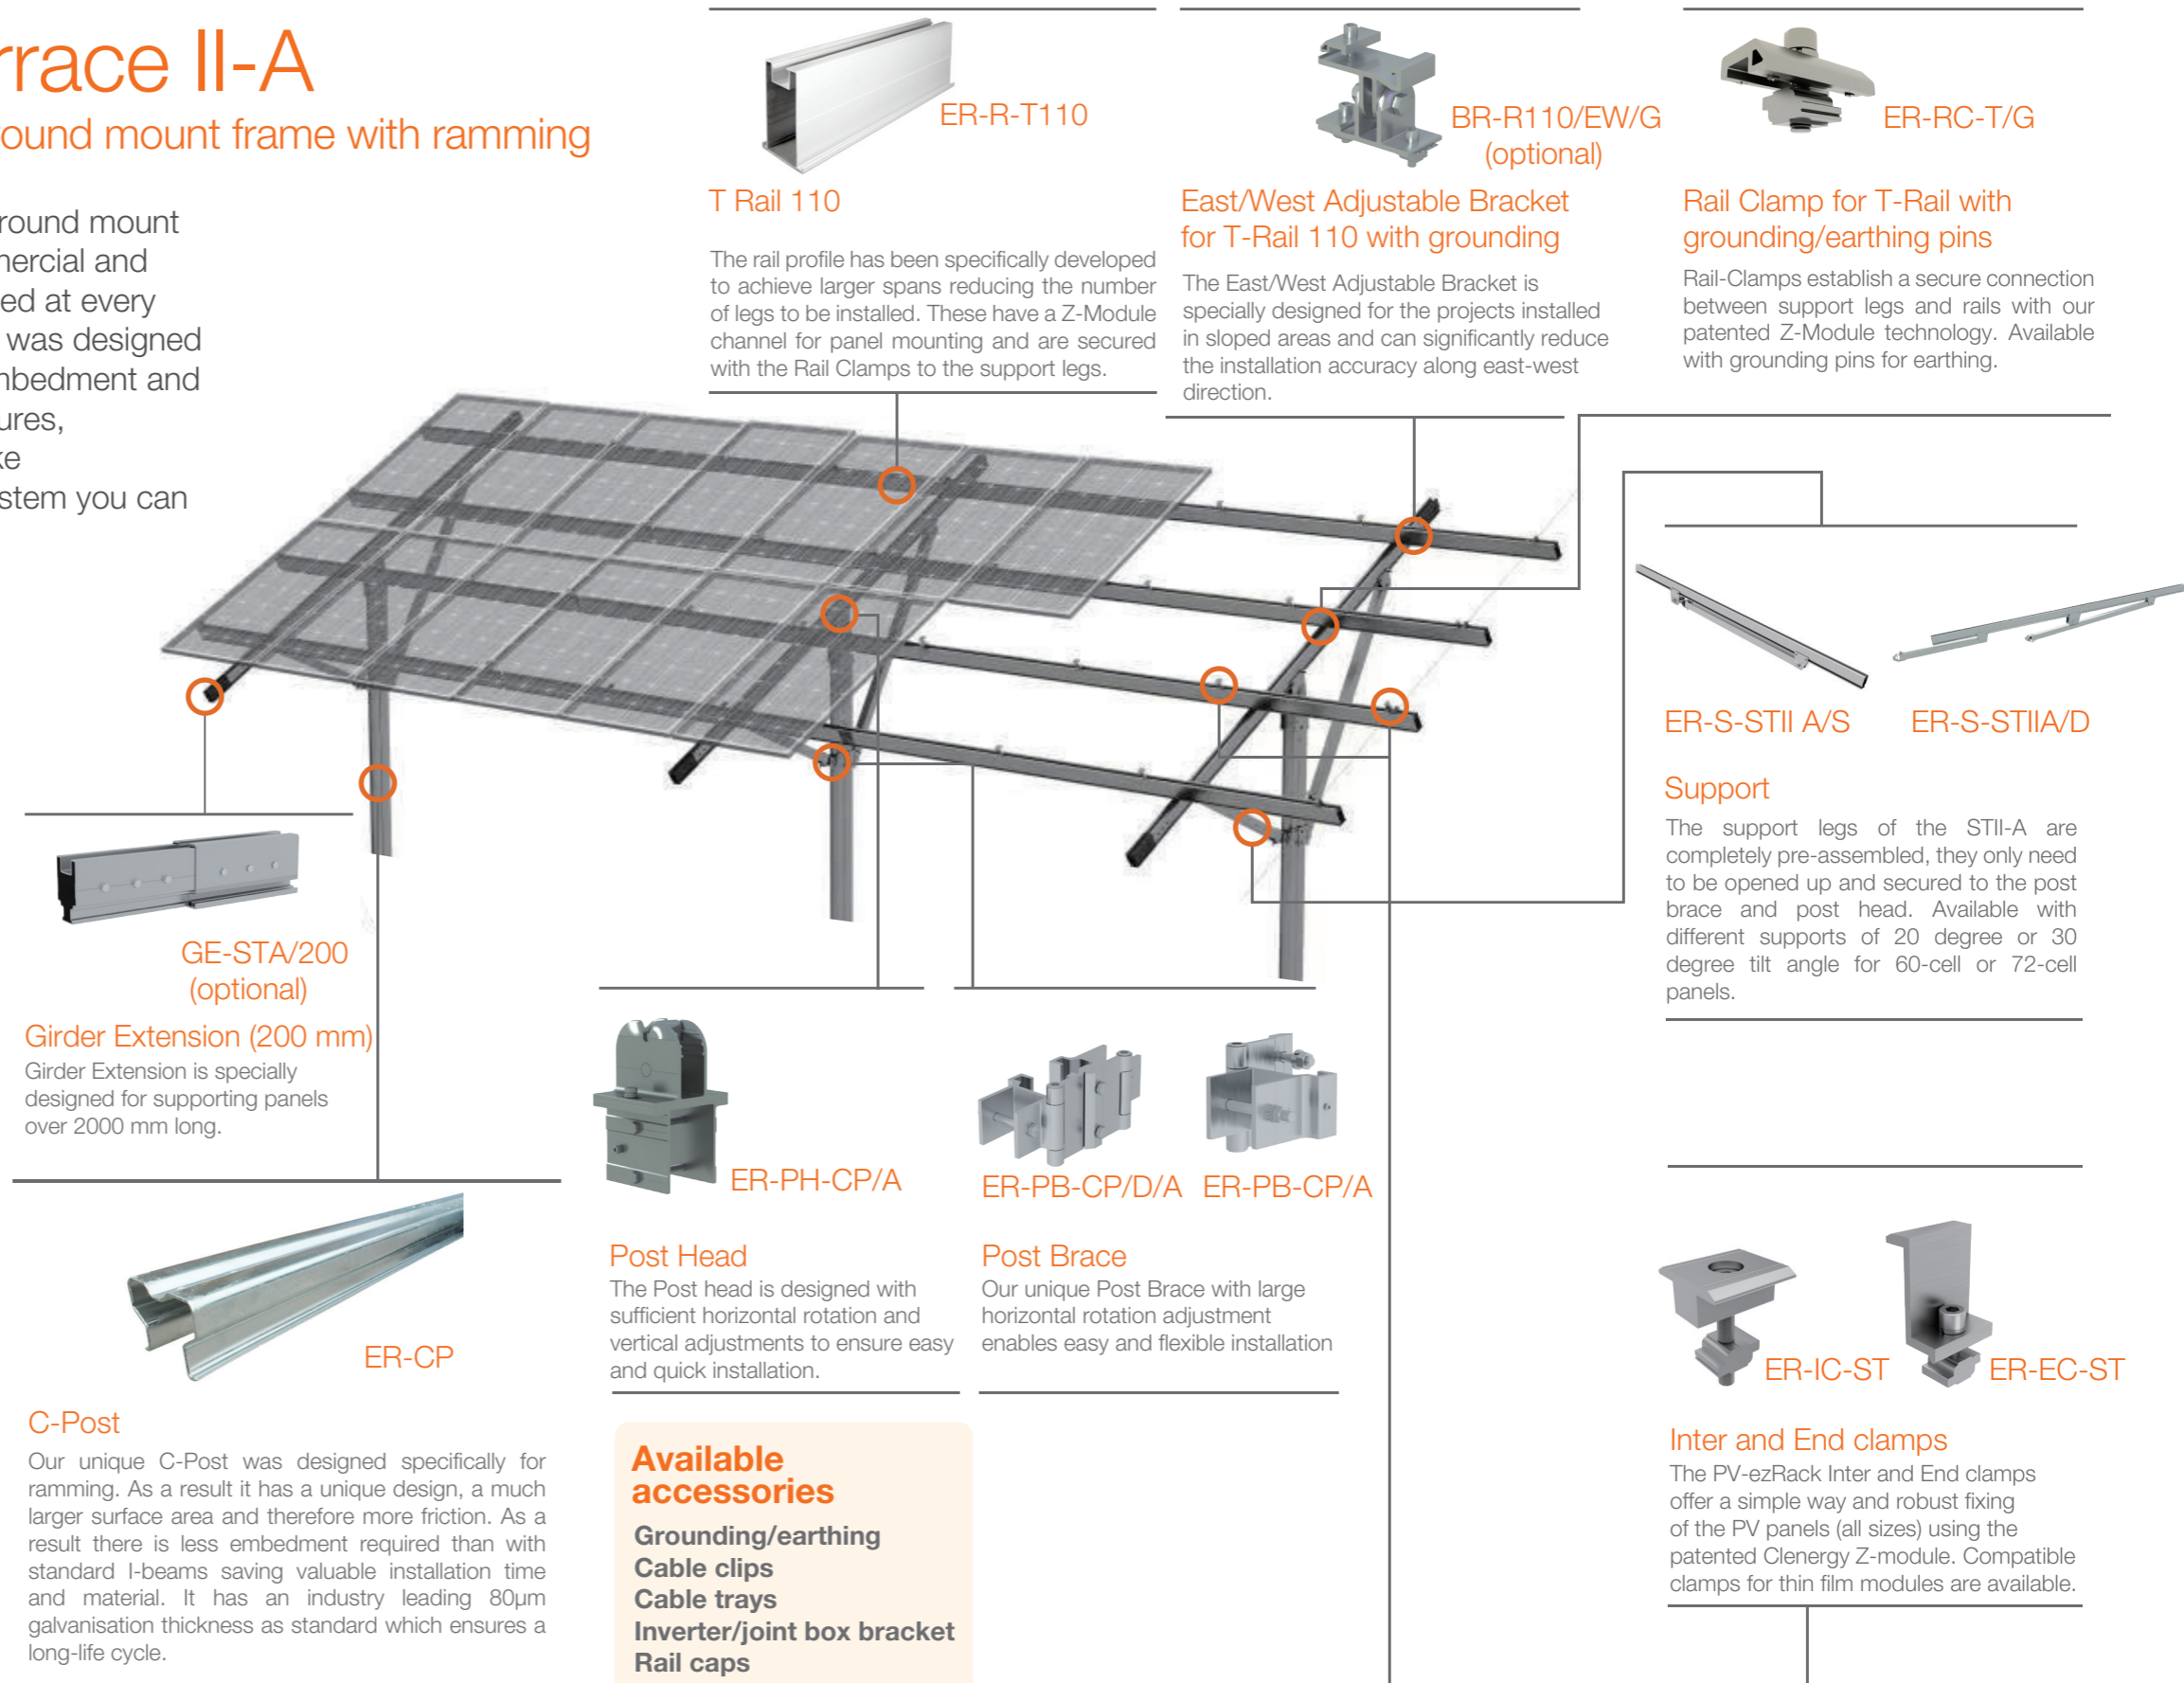 rrace II-A
round mount frame with ramming
round mount
nercial and
ed at every
was designed
nbedment and
ures,
ke
stem you can
ER-R-T110
T Rail 110
The rail profile has been specifically developed
to achieve larger spans reducing the number
of legs to be installed. These have a Z-Module
channel for panel mounting and are secured
with the Rail Clamps to the support legs.
BR-R110/EW/G
(optional)
East/West Adjustable Bracket
for T-Rail 110 with grounding
The East/West Adjustable Bracket is
specially designed for the projects installed
in sloped areas and can significantly reduce
the installation accuracy along east-west
direction.
ER-RC-T/G
Rail Clamp for T-Rail with
grounding/earthing pins
Rail-Clamps establish a secure connection
between support legs and rails with our
patented Z-Module technology. Available
with grounding pins for earthing.
ER-S-STII A/S
ER-S-STIIA/D
Support
The support legs of the STII-A are
completely pre-assembled, they only need
to be opened up and secured to the post
brace and post head. Available with
different supports of 20 degree or 30
degree tilt angle for 60-cell or 72-cell
panels.
GE-STA/200
(optional)
Girder Extension (200 mm)
Girder Extension is specially
designed for supporting panels
over 2000 mm long.
ER-CP
C-Post
Our unique C-Post was designed specifically for
ramming. As a result it has a unique design, a much
larger surface area and therefore more friction. As a
result there is less embedment required than with
standard I-beams saving valuable installation time
and material. It has an industry leading 80µm
galvanisation thickness as standard which ensures a
long-life cycle.
ER-PH-CP/A
Post Head
The Post head is designed with
sufficient horizontal rotation and
vertical adjustments to ensure easy
and quick installation.
ER-PB-CP/D/A
ER-PB-CP/A
Post Brace
Our unique Post Brace with large
horizontal rotation adjustment
enables easy and flexible installation
Available
accessories
Grounding/earthing
Cable clips
Cable trays
Inverter/joint box bracket
Rail caps
ER-IC-ST
ER-EC-ST
Inter and End clamps
The PV-ezRack Inter and End clamps
offer a simple way and robust fixing
of the PV panels (all sizes) using the
patented Clenergy Z-module. Compatible
clamps for thin film modules are available.